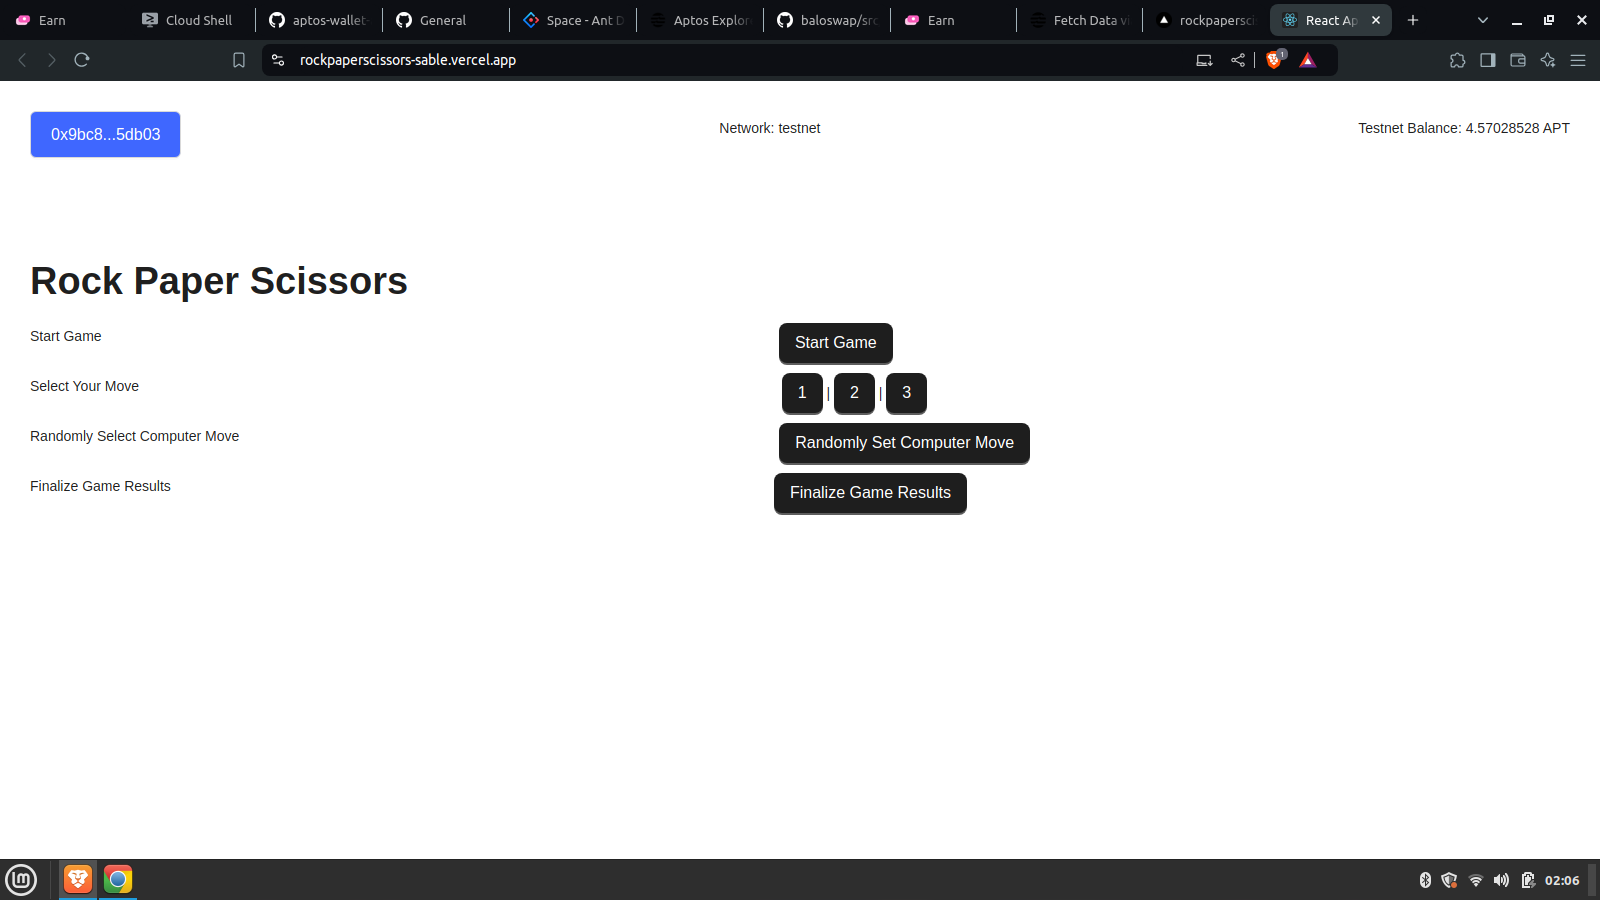 Earn
Cloud Shell
aptos-wallet-
General
Space - Ant D
Aptos Explor
baloswap/src
Earn
Fetch Data vi
rockpapersci
React Ap
rockpaperscissors-sable.vercel.app
1
0x9bc8...5db03
Network: testnet
Testnet Balance: 4.57028528 APT
Rock Paper Scissors
Start Game
Start Game
Select Your Move
1 | 2 | 3
Randomly Select Computer Move
Randomly Set Computer Move
Finalize Game Results
Finalize Game Results
02:06